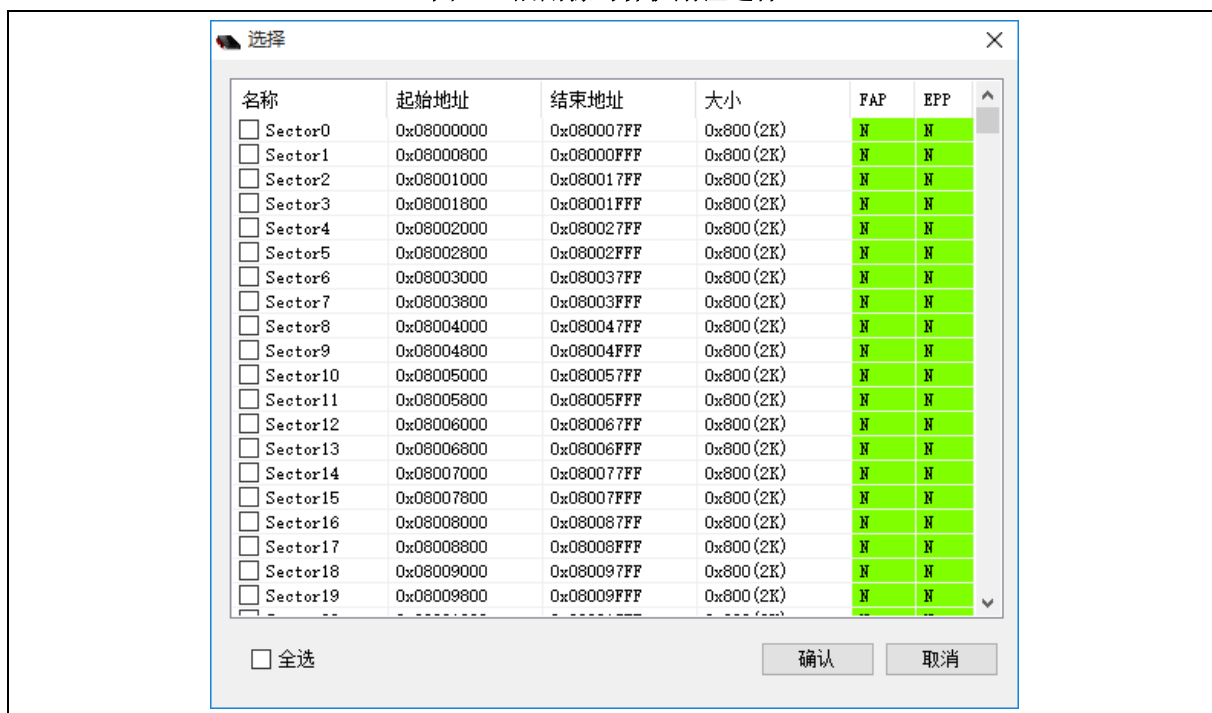 选择
名称 起始地址 结束地址 大小 FAP EPP
Sector0 0x08000000 0x080007FF 0x800(2K) N N
Sector1 0x08000800 0x08000FFF 0x800(2K) N N
Sector2 0x08001000 0x080017FF 0x800(2K) N N
Sector3 0x08001800 0x08001FFF 0x800(2K) N N
Sector4 0x08002000 0x080027FF 0x800(2K) N N
Sector5 0x08002800 0x08002FFF 0x800(2K) N N
Sector6 0x08003000 0x080037FF 0x800(2K) N N
Sector7 0x08003800 0x08003FFF 0x800(2K) N N
Sector8 0x08004000 0x080047FF 0x800(2K) N N
Sector9 0x08004800 0x08004FFF 0x800(2K) N N
Sector10 0x08005000 0x080057FF 0x800(2K) N N
Sector11 0x08005800 0x08005FFF 0x800(2K) N N
Sector12 0x08006000 0x080067FF 0x800(2K) N N
Sector13 0x08006800 0x08006FFF 0x800(2K) N N
Sector14 0x08007000 0x080077FF 0x800(2K) N N
Sector15 0x08007800 0x08007FFF 0x800(2K) N N
Sector16 0x08008000 0x080087FF 0x800(2K) N N
Sector17 0x08008800 0x08008FFF 0x800(2K) N N
Sector18 0x08009000 0x080097FF 0x800(2K) N N
Sector19 0x08009800 0x08009FFF 0x800(2K) N N
全选 确认 取消